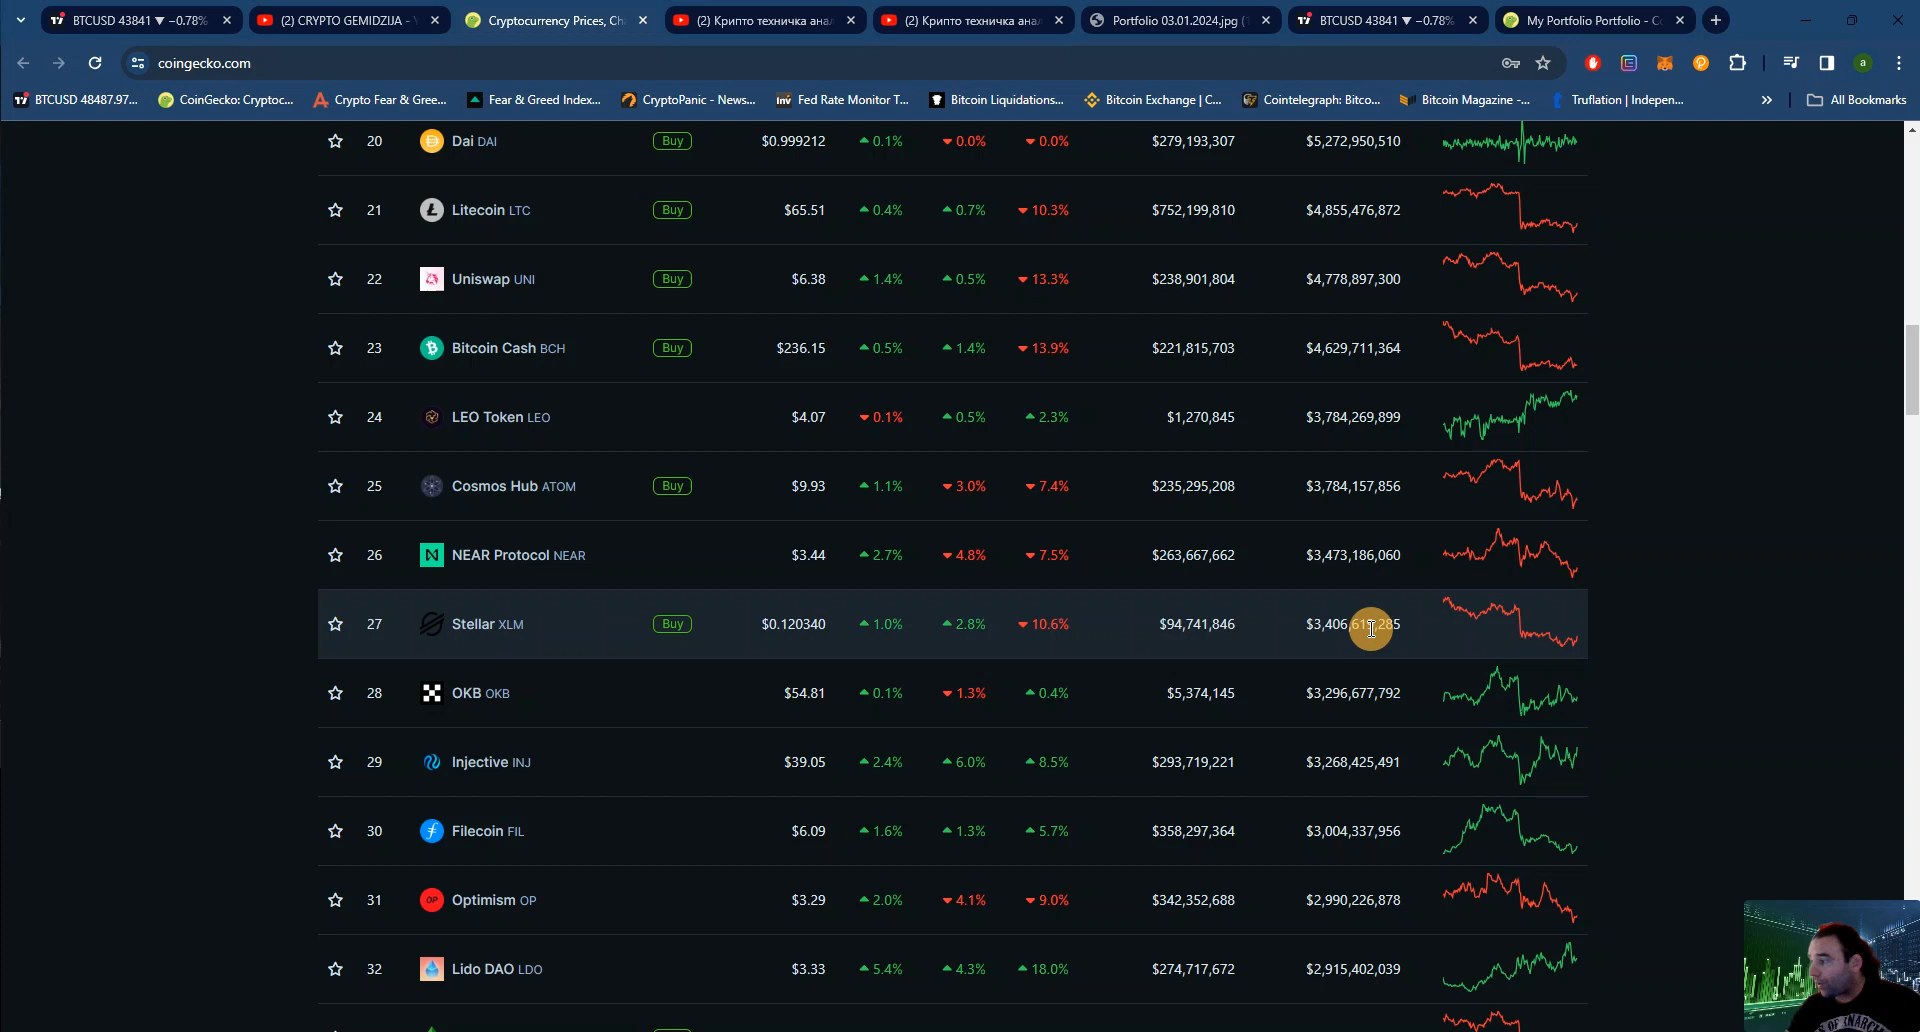 BTCUSD 43841 ▼ −0.78%
(2) CRYPTO GEMIDZIJA -
Cryptocurrency Prices, Ch
(2) Крипто техничка ана
(2) Крипто техничка ана
Portfolio 03.01.2024.jpg (
BTCUSD 43841 ▼ −0.78%
My Portfolio Portfolio - C
coingecko.com
a
BTCUSD 48487.97...
CoinGecko: Cryptoc...
Crypto Fear & Gree...
Fear & Greed Index...
CryptoPanic - News...
Inv Fed Rate Monitor T...
Bitcoin Liquidations...
Bitcoin Exchange | C...
Cointelegraph: Bitco...
Bitcoin Magazine -...
Truflation | Indepen...
»
All Bookmarks
20 Dai DAI Buy $0.999212 0.1% 0.0% 0.0% $279,193,307 $5,272,950,510
21 Litecoin LTC Buy $65.51 0.4% 0.7% 10.3% $752,199,810 $4,855,476,872
22 Uniswap UNI Buy $6.38 1.4% 0.5% 13.3% $238,901,804 $4,778,897,300
23 Bitcoin Cash BCH Buy $236.15 0.5% 1.4% 13.9% $221,815,703 $4,629,711,364
24 LEO Token LEO $4.07 0.1% 0.5% 2.3% $1,270,845 $3,784,269,899
25 Cosmos Hub ATOM Buy $9.93 1.1% 3.0% 7.4% $235,295,208 $3,784,157,856
26 NEAR Protocol NEAR $3.44 2.7% 4.8% 7.5% $263,667,662 $3,473,186,060
27 Stellar XLM Buy $0.120340 1.0% 2.8% 10.6% $94,741,846
28 OKB OKB $54.81 0.1% 1.3% 0.4% $5,374,145 $3,296,677,792
29 Injective INJ $39.05 2.4% 6.0% 8.5% $293,719,221 $3,268,425,491
30 Filecoin FIL $6.09 1.6% 1.3% 5.7% $358,297,364 $3,004,337,956
31 OP Optimism OP $3.29 2.0% 4.1% 9.0% $342,352,688 $2,990,226,878
32 Lido DAO LDO $3.33 5.4% 4.3% 18.0% $274,717,672 $2,915,402,039